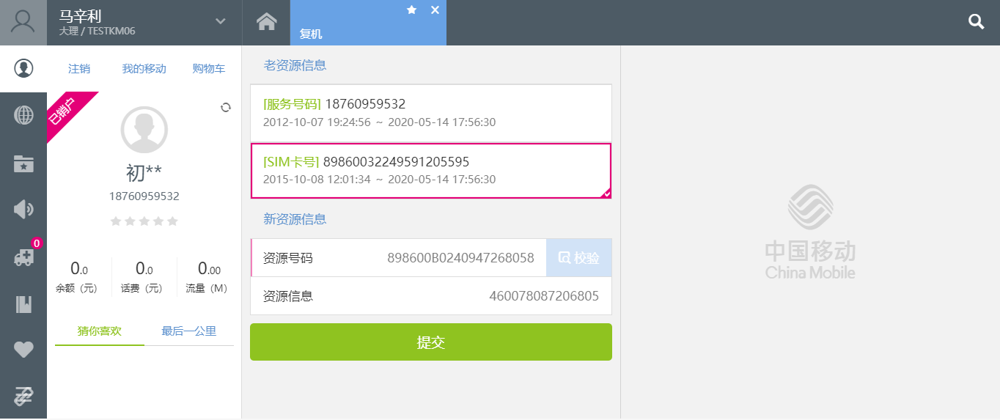 马辛利
大理 / TESTKM06
复机
注销 我的移动 购物车
已销户
初**
18760959532
0
0.0 0.0 0.00
余额（元） 话费（元） 流量（M）
猜你喜欢 最后一公里
老资源信息
[服务号码] 18760959532
2012-10-07 19:24:56 ~ 2020-05-14 17:56:30
[SIM卡号] 89860032249591205595
2015-10-08 12:01:34 ~ 2020-05-14 17:56:30
新资源信息
资源号码 898600B0240947268058 校验
资源信息 460078087206805
提交
中国移动
China Mobile